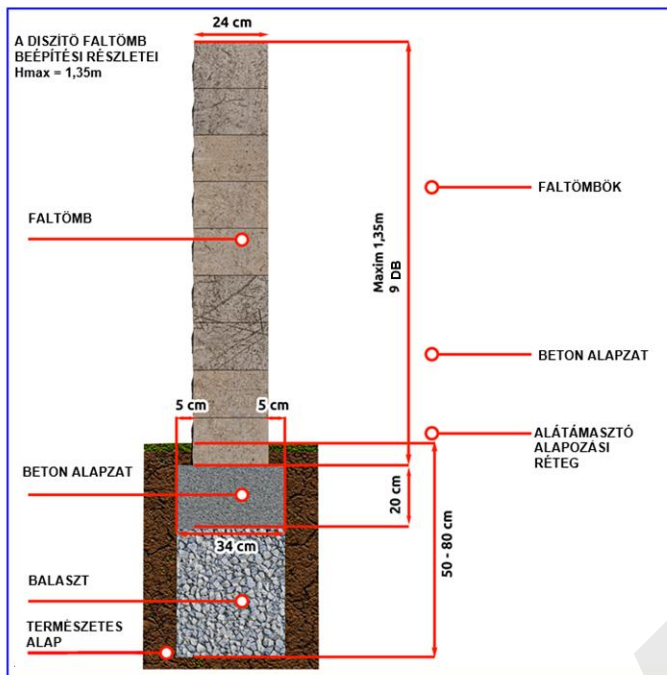 24 cm
A DISZÍTŐ FALTÖMB
BEÉPÍTÉSI RÉSZLETEI
Hmax = 1,35m
FALTÖMBÖK
FALTÖMB
Maxim 1,35m
9 DB
BETON ALAPZAT
5 cm
5 cm
ALÁTÁMASZTÓ
ALAPOZÁSI
RÉTEG
BETON ALAPZAT
20 cm
50 - 80 cm
34 cm
BALASZT
TERMÉSZETES
ALAP